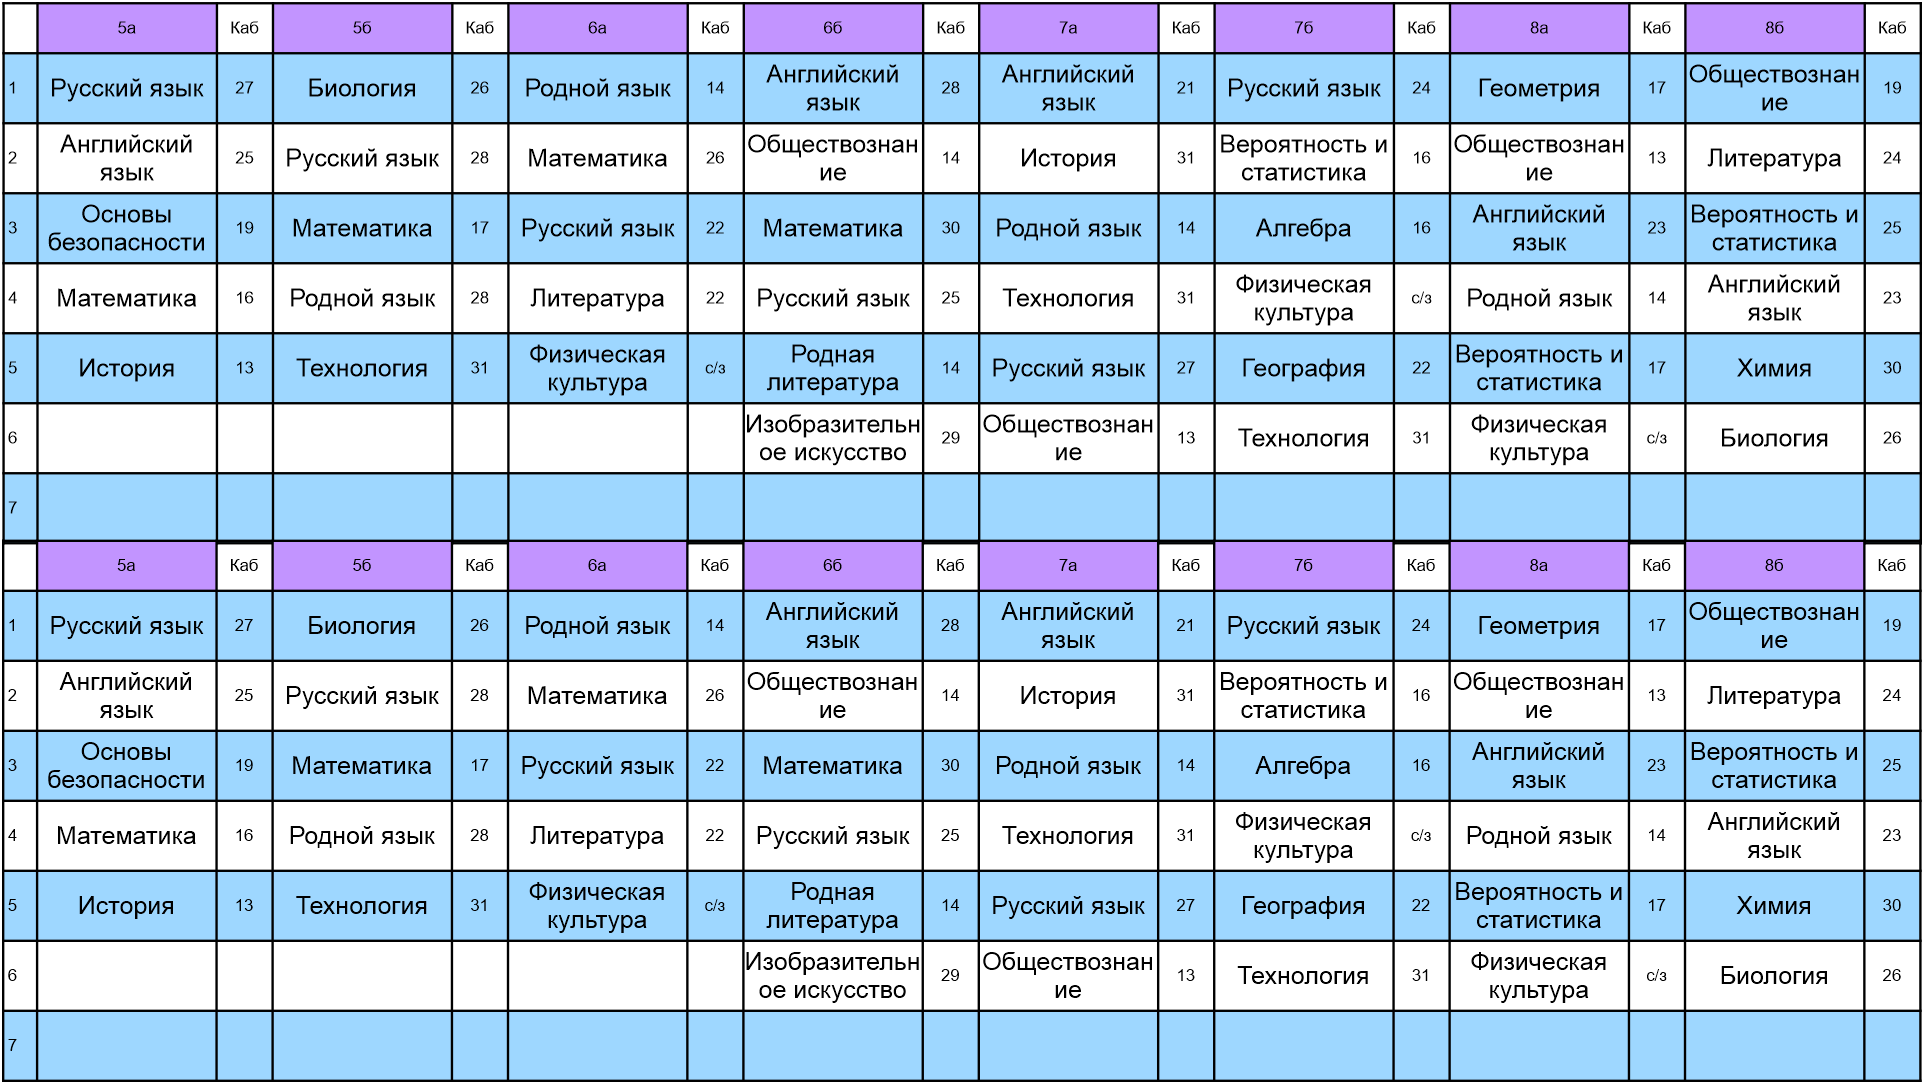 5а Каб 5б Каб 6а Каб 6б Каб 7а Каб 7б Каб 8а Каб 8б Каб
1 Русский язык 27 Биология 26 Родной язык 14 Английский язык 28 Английский язык 21 Русский язык 24 Геометрия 17 Обществознание 19
2 Английский язык 25 Русский язык 28 Математика 26 Обществознание 14 История 31 Вероятность и статистика 16 Обществознание 13 Литература 24
3 Основы безопасности 19 Математика 17 Русский язык 22 Математика 30 Родной язык 14 Алгебра 16 Английский язык 23 Вероятность и статистика 25
4 Математика 16 Родной язык 28 Литература 22 Русский язык 25 Технология 31 Физическая культура с/з Родной язык 14 Английский язык 23
5 История 13 Технология 31 Физическая культура с/з Родная литература 14 Русский язык 27 География 22 Вероятность и статистика 17 Химия 30
6 Изобразительное искусство 29 Обществознание 13 Технология 31 Физическая культура с/з Биология 26
7
5а Каб 5б Каб 6а Каб 6б Каб 7а Каб 7б Каб 8а Каб 8б Каб
1 Русский язык 27 Биология 26 Родной язык 14 Английский язык 28 Английский язык 21 Русский язык 24 Геометрия 17 Обществознание 19
2 Английский язык 25 Русский язык 28 Математика 26 Обществознание 14 История 31 Вероятность и статистика 16 Обществознание 13 Литература 24
3 Основы безопасности 19 Математика 17 Русский язык 22 Математика 30 Родной язык 14 Алгебра 16 Английский язык 23 Вероятность и статистика 25
4 Математика 16 Родной язык 28 Литература 22 Русский язык 25 Технология 31 Физическая культура с/з Родной язык 14 Английский язык 23
5 История 13 Технология 31 Физическая культура с/з Родная литература 14 Русский язык 27 География 22 Вероятность и статистика 17 Химия 30
6 Изобразительное искусство 29 Обществознание 13 Технология 31 Физическая культура с/з Биология 26
7